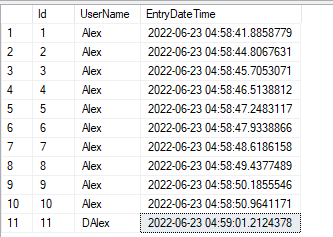 Id UserName EntryDateTime
1 1 Alex 2022-06-23 04:58:41.8858779
2 2 Alex 2022-06-23 04:58:44.8067631
3 3 Alex 2022-06-23 04:58:45.7053071
4 4 Alex 2022-06-23 04:58:46.5138812
5 5 Alex 2022-06-23 04:58:47.2483117
6 6 Alex 2022-06-23 04:58:47.9338866
7 7 Alex 2022-06-23 04:58:48.6186158
8 8 Alex 2022-06-23 04:58:49.4377489
9 9 Alex 2022-06-23 04:58:50.1855546
10 10 Alex 2022-06-23 04:58:50.9641171
11 11 DAlex 2022-06-23 04:59:01.2124378